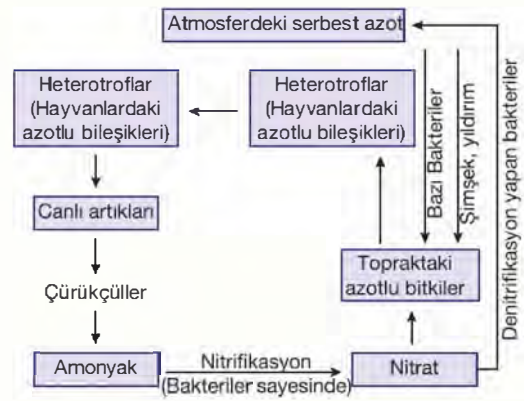 Atmosferdeki serbest azot
Heterotroflar
(Hayvanlardaki
azotlu bileşikleri)
Heterotroflar
(Hayvanlardaki
azotlu bileşikleri)
Bazı Bakteriler
Şimşek, yıldırım
Denitrifikasyon yapan bakteriler
Canlı artıkları
Topraktaki
azotlu bitkiler
Çürükçüller
Amonyak
Nitrifikasyon
(Bakteriler sayesinde)
Nitrat